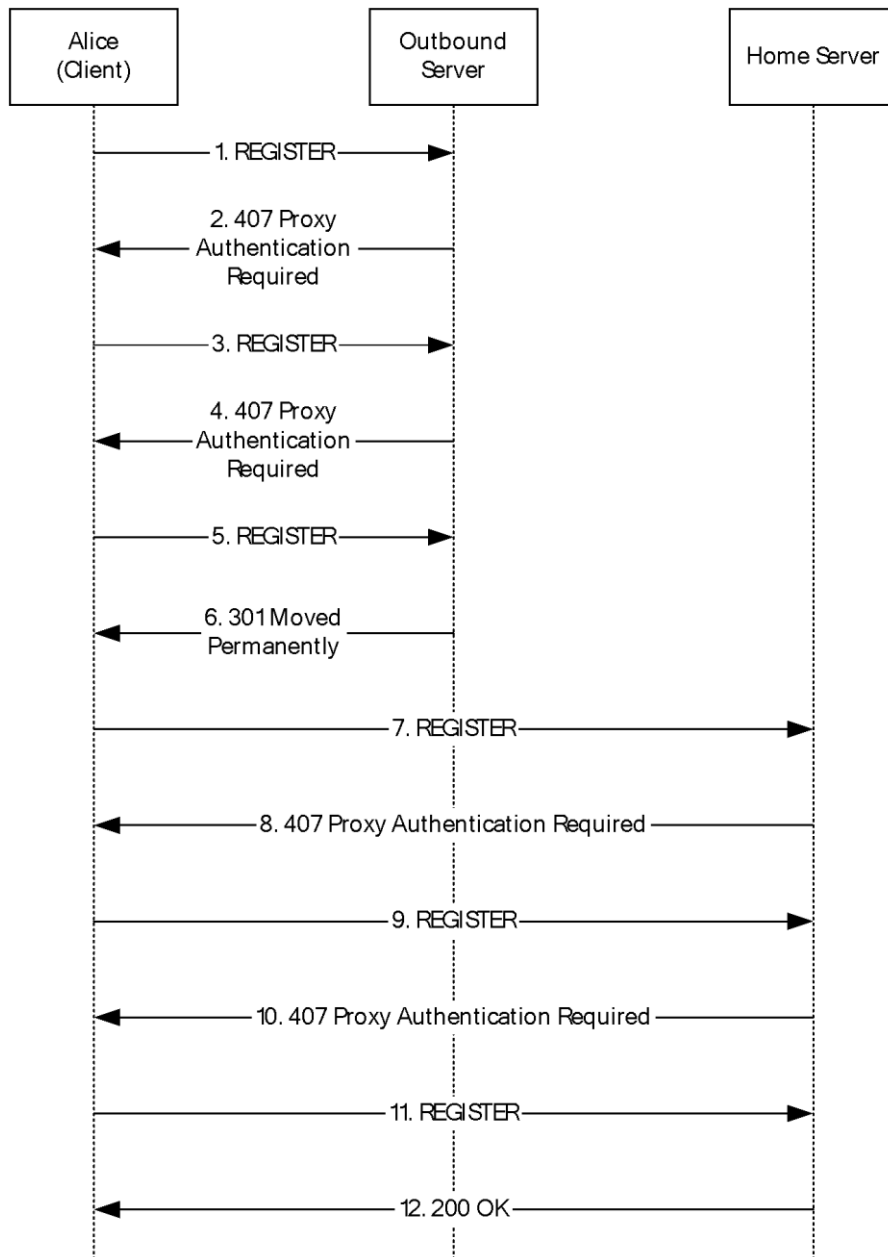 Alice
(Client)
Outbound
Server
Home Server
1. REGISTER
2. 407 Proxy
Authentication
Required
3. REGISTER
4. 407 Proxy
Authentication
Required
5. REGISTER
6. 301 Moved
Permanently
7. REGISTER
8. 407 Proxy Authentication Required
9. REGISTER
10. 407 Proxy Authentication Required
11. REGISTER
12. 200 OK